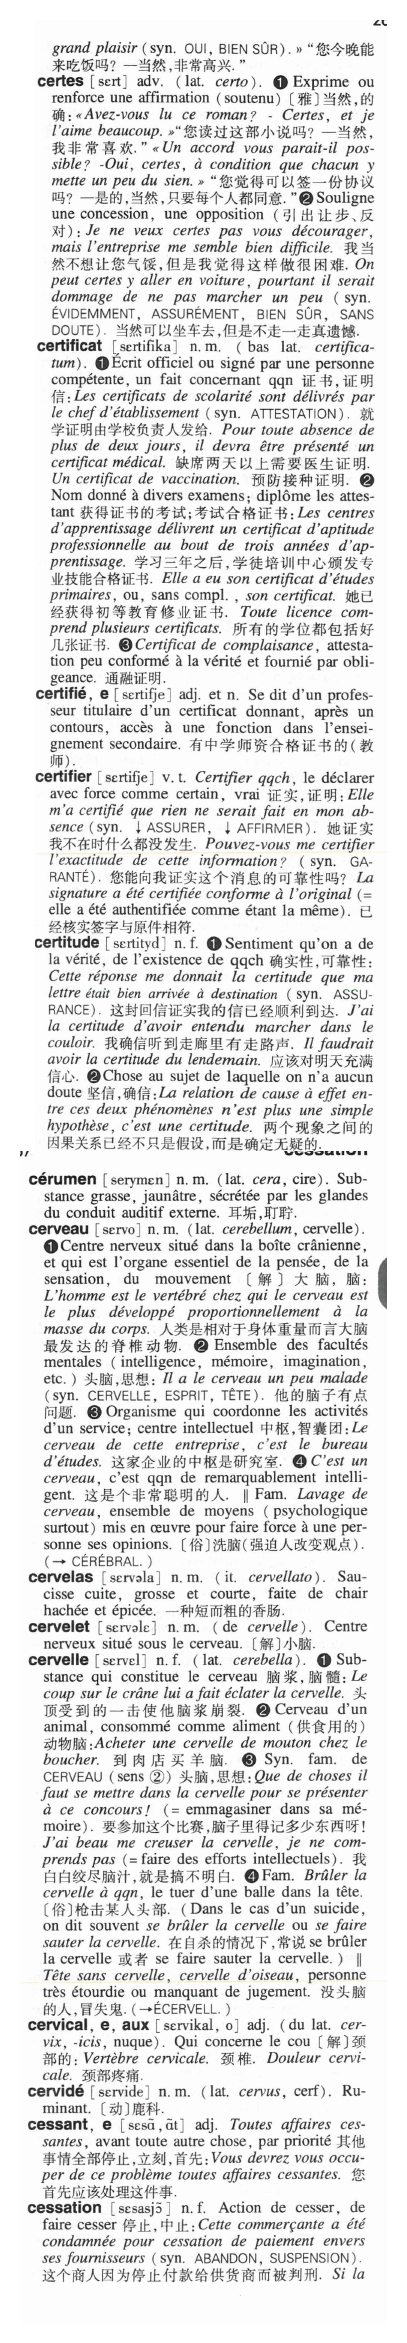 grand plaisir (syn. OUI, BIEN SÛR). » “您今晚能
来吃饭吗? —当然,非常高兴.”
certes [sɛrt] adv. (lat. certo). ❶ Exprime ou
renforce une affirmation (soutenu) [雅]当然,的
确: «Avez-vous lu ce roman? - Certes, et je
l'aime beaucoup. »“您读过这部小说吗? —当然,
我非常喜欢.” « Un accord vous parait-il pos-
sible? -Oui, certes, à condition que chacun y
mette un peu du sien. » “您觉得可以签一份协议
吗? —是的,当然,只要每个人都同意.”❷ Souligne
une concession, une opposition (引出让步、反
对): Je ne veux certes pas vous décourager,
mais l'entreprise me semble bien difficile. 我当
然不想让您气馁,但是我觉得这样做很困难. On
peut certes y aller en voiture, pourtant il serait
dommage de ne pas marcher un peu (syn.
ÉVIDEMMENT, ASSURÉMENT, BIEN SÛR, SANS
DOUTE). 当然可以坐车去,但是不走一走真遗憾.
certificat [sɛrtifika] n. m. (bas lat. certifica-
tum). ❶Écrit officiel ou signé par une personne
compétente, un fait concernant qqn 证书,证明
信: Les certificats de scolarité sont délivrés par
le chef d'établissement (syn. ATTESTATION). 就
学证明由学校负责人发给. Pour toute absence de
plus de deux jours, il devra être présenté un
certificat médical. 缺席两天以上需要医生证明.
Un certificat de vaccination. 预防接种证明. ❷
Nom donné à divers examens; diplôme les attes-
tant 获得证书的考试;考试合格证书: Les centres
d'apprentissage délivrent un certificat d'aptitude
professionnelle au bout de trois années d'ap-
prentissage. 学习三年之后,学徒培训中心颁发专
业技能合格证书. Elle a eu son certificat d'études
primaires, ou, sans compl. , son certificat. 她已
经获得初等教育修业证书. Toute licence com-
prend plusieurs certificats. 所有的学位都包括好
几张证书. ❸ Certificat de complaisance, attesta-
tion peu conformé à la vérité et fournié par obli-
geance. 通融证明.
certifié, e [sɛrtifje] adj. et n. Se dit d'un profes-
seur titulaire d'un certificat donnant, après un
contours, accès à une fonction dans l'ensei-
gnement secondaire. 有中学师资合格证书的(教
师).
certifier [sɛrtifje] v. t. Certifier qqch, le déclarer
avec force comme certain, vrai 证实,证明: Elle
m'a certifié que rien ne serait fait en mon ab-
sence (syn. ↓ ASSURER, ↓ AFFIRMER). 她证实
我不在时什么都没发生. Pouvez-vous me certifier
l'exactitude de cette information? (syn. GA-
RANTÉ). 您能向我证实这个消息的可靠性吗? La
signature a été certifiée conforme à l'original (=
elle a été authentifiée comme étant la même). 已
经核实签字与原件相符.
certitude [sɛrtityd] n. f. ❶ Sentiment qu'on a de
la vérité, de l'existence de qqch 确实性,可靠性:
Cette réponse me donnait la certitude que ma
lettre était bien arrivée à destination (syn. ASSU-
RANCE). 这封回信证实我的信已经顺利到达. J'ai
la certitude d'avoir entendu marcher dans le
couloir. 我确信听到走廊里有走路声. Il faudrait
avoir la certitude du lendemain. 应该对明天充满
信心. ❷Chose au sujet de laquelle on n'a aucun
doute 坚信,确信: La relation de cause à effet en-
tre ces deux phénomènes n'est plus une simple
hypothèse, c'est une certitude. 两个现象之间的
因果关系已经不只是假设,而是确定无疑的.
cessation
cérumen [serymɛn] n. m. (lat. cera, cire). Sub-
stance grasse, jaunâtre, sécrétée par les glandes
du conduit auditif externe. 耳垢,耵聍.
cerveau [sɛrvo] n. m. (lat. cerebellum, cervelle).
❶Centre nerveux situé dans la boîte crânienne,
et qui est l'organe essentiel de la pensée, de la
sensation, du mouvement [解] 大脑, 脑:
L'homme est le vertébré chez qui le cerveau est
le plus développé proportionnellement à la
masse du corps. 人类是相对于身体重量而言大脑
最发达的脊椎动物. ❷ Ensemble des facultés
mentales (intelligence, mémoire, imagination,
etc. ) 头脑,思想: Il a le cerveau un peu malade
(syn. CERVELLE, ESPRIT, TÊTE). 他的脑子有点
问题. ❸ Organisme qui coordonne les activités
d'un service; centre intellectuel 中枢,智囊团: Le
cerveau de cette entreprise, c'est le bureau
d'études. 这家企业的中枢是研究室. ❹ C'est un
cerveau, c'est qqn de remarquablement intelli-
gent. 这是个非常聪明的人. ‖ Fam. Lavage de
cerveau, ensemble de moyens (psychologique
surtout) mis en œuvre pour faire force à une per-
sonne ses opinions. [俗]洗脑(强迫人改变观点).
(→ CÉRÉBRAL. )
cervelas [sɛrvəla] n. m. (it. cervellato). Sau-
cisse cuite, grosse et courte, faite de chair
hachée et épicée. 一种短而粗的香肠.
cervelet [sɛrvəlɛ] n. m. (de cervelle). Centre
nerveux situé sous le cerveau. [解]小脑.
cervelle [sɛrvɛl] n. f. (lat. cerebella). ❶ Sub-
stance qui constitue le cerveau 脑浆,脑髓: Le
coup sur le crâne lui a fait éclater la cervelle. 头
顶受到的一击使他脑浆崩裂. ❷ Cerveau d'un
animal, consommé comme aliment (供食用的)
动物脑: Acheter une cervelle de mouton chez le
boucher. 到肉店买羊脑. ❸ Syn. fam. de
CERVEAU (sens ②) 头脑,思想: Que de choses il
faut se mettre dans la cervelle pour se présenter
à ce concours! (= emmagasiner dans sa mé-
moire). 要参加这个比赛,脑子里得记多少东西呀!
J'ai beau me creuser la cervelle, je ne com-
prends pas (= faire des efforts intellectuels). 我
白白绞尽脑汁,就是搞不明白. ❹Fam. Brûler la
cervelle à qqn, le tuer d'une balle dans la tête.
[俗]枪击某人头部. (Dans le cas d'un suicide,
on dit souvent se brûler la cervelle ou se faire
sauter la cervelle. 在自杀的情况下,常说 se brûler
la cervelle 或者 se faire sauter la cervelle. ) ‖
Tête sans cervelle, cervelle d'oiseau, personne
très étourdie ou manquant de jugement. 没头脑
的人,冒失鬼. (→ÉCERVELL. )
cervical, e, aux [sɛrvikal, o] adj. (du lat. cer-
vix, -icis, nuque). Qui concerne le cou [解]颈
部的: Vertèbre cervicale. 颈椎. Douleur cervi-
cale. 颈部疼痛.
cervidé [sɛrvide] n. m. (lat. cervus, cerf). Ru-
minant. [动]鹿科.
cessant, e [sɛsɑ̃, ɑ̃t] adj. Toutes affaires ces-
santes, avant toute autre chose, par priorité 其他
事情全部停止,立刻,首先: Vous devrez vous occu-
per de ce problème toutes affaires cessantes. 您
首先应该处理这件事.
cessation [sɛsasjɔ̃] n. f. Action de cesser, de
faire cesser 停止,中止: Cette commerçante a été
condamnée pour cessation de paiement envers
ses fournisseurs (syn. ABANDON, SUSPENSION).
这个商人因为停止付款给供货商而被判刑. Si la